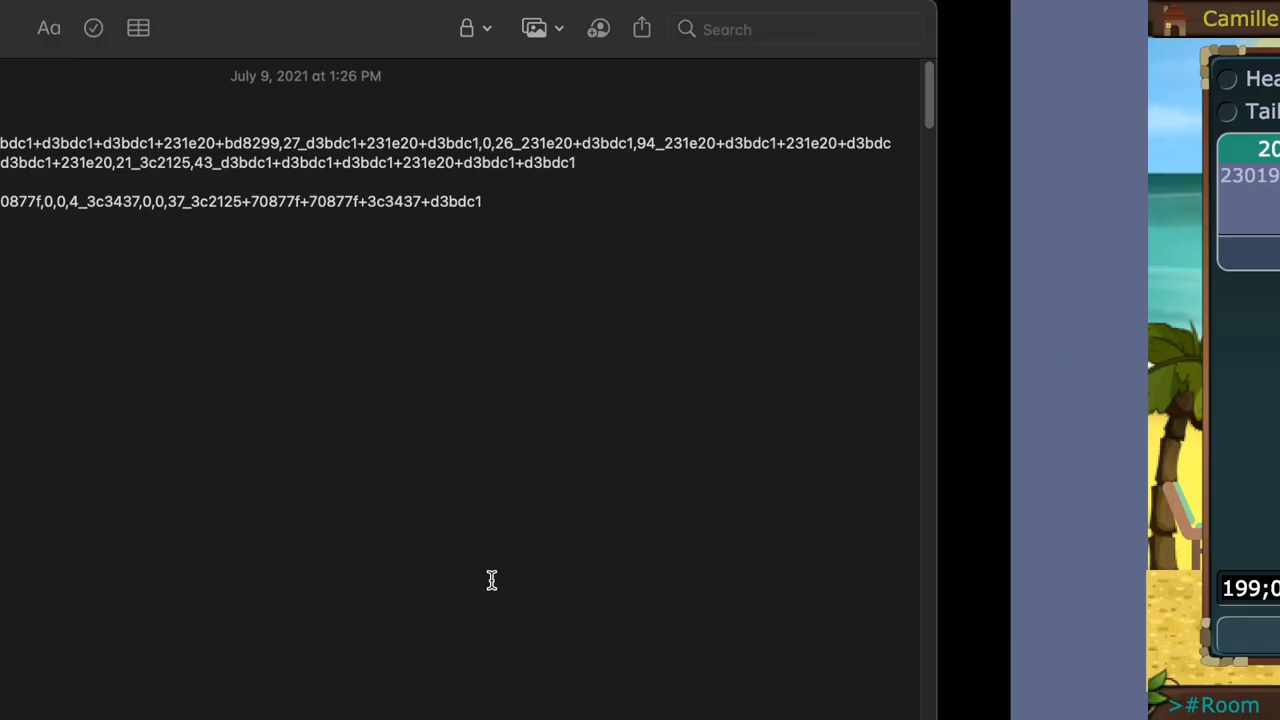 Aa
Search
July 9, 2021 at 1:26 PM
bdc1+d3bdc1+d3bdc1+231e20+bd8299,27_d3bdc1+231e20+d3bdc1,0,26_231e20+d3bdc1,94_231e20+d3bdc1+231e20+d3bdc
d3bdc1+231e20,21_3c2125,43_d3bdc1+d3bdc1+d3bdc1+231e20+d3bdc1+d3bdc1
0877f,0,0,4_3c3437,0,0,37_3c2125+70877f+70877f+3c3437+d3bdc1
Camille
Hea
Tail
20
23019
199;0
>#Room